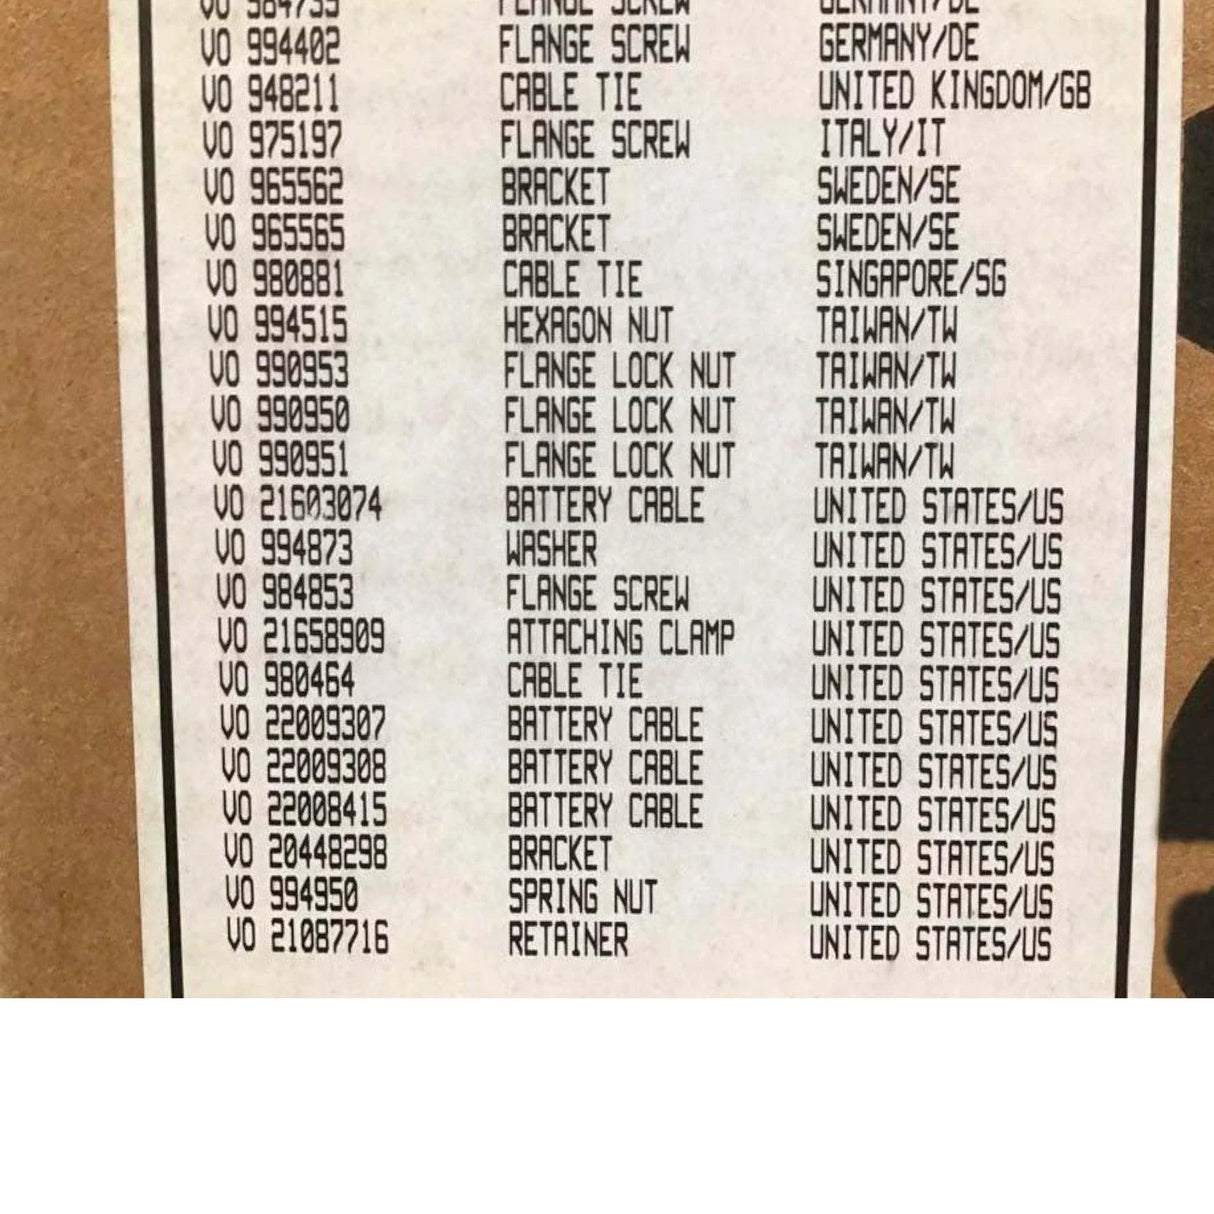 VO 984739 FLANGE SCREW GERMANY/DE
VO 994402 FLANGE SCREW GERMANY/DE
VO 948211 CABLE TIE UNITED KINGDOM/GB
VO 975197 FLANGE SCREW ITALY/IT
VO 965562 BRACKET SWEDEN/SE
VO 965565 BRACKET SWEDEN/SE
VO 980881 CABLE TIE SINGAPORE/SG
VO 994515 HEXAGON NUT TAIWAN/TW
VO 990953 FLANGE LOCK NUT TAIWAN/TW
VO 990950 FLANGE LOCK NUT TAIWAN/TW
VO 990951 FLANGE LOCK NUT TAIWAN/TW
VO 21603074 BATTERY CABLE UNITED STATES/US
VO 994873 WASHER UNITED STATES/US
VO 984853 FLANGE SCREW UNITED STATES/US
VO 21658909 ATTACHING CLAMP UNITED STATES/US
VO 980464 CABLE TIE UNITED STATES/US
VO 22009307 BATTERY CABLE UNITED STATES/US
VO 22009308 BATTERY CABLE UNITED STATES/US
VO 22008415 BATTERY CABLE UNITED STATES/US
VO 20448298 BRACKET UNITED STATES/US
VO 994950 SPRING NUT UNITED STATES/US
VO 21087716 RETAINER UNITED STATES/US